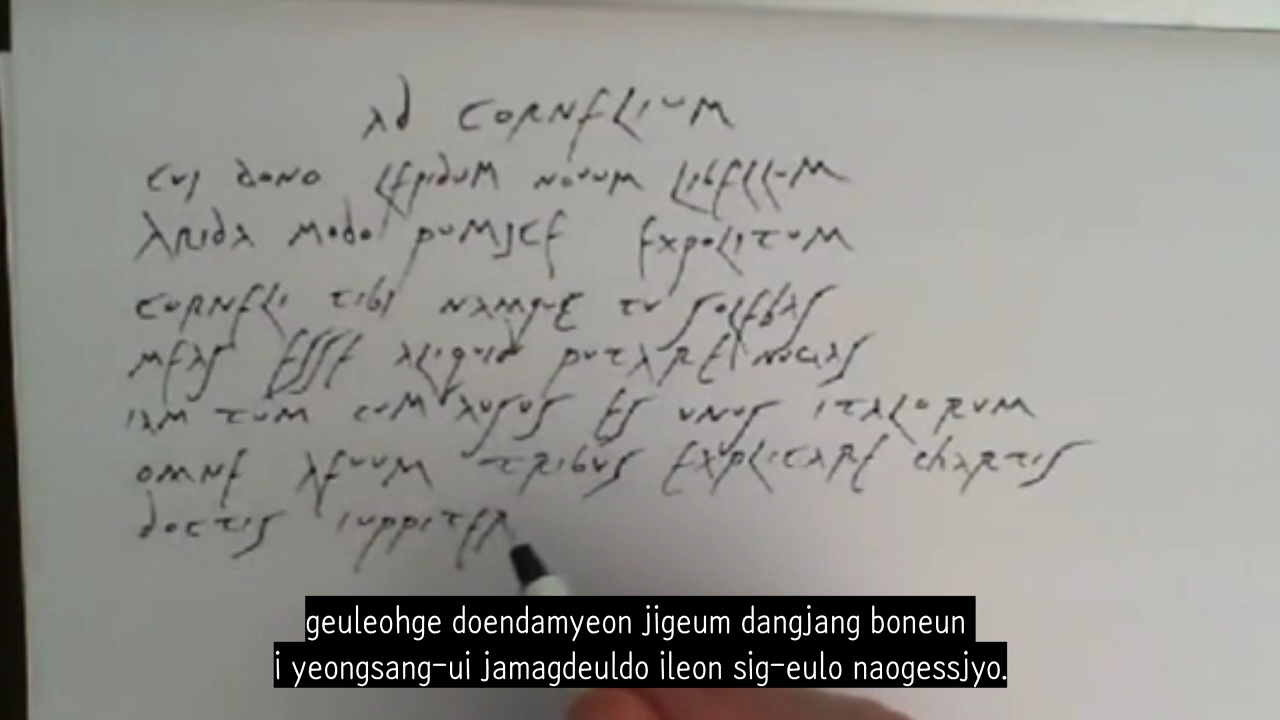 ad cornelium
cui dono lepidum novum libellum
arida modo pumice expolitum
corneli tibi namque tu solebas
meas esse aliquid putare nugas
iam tum cum ausus es unus italorum
omne aevum tribus explicare chartis
doctis iuppiter
geuleohge doendamyeon jigeum dangjang boneun
i yeongsang-ui jamagdeuldo ileon sig-eulo naogessjyo.